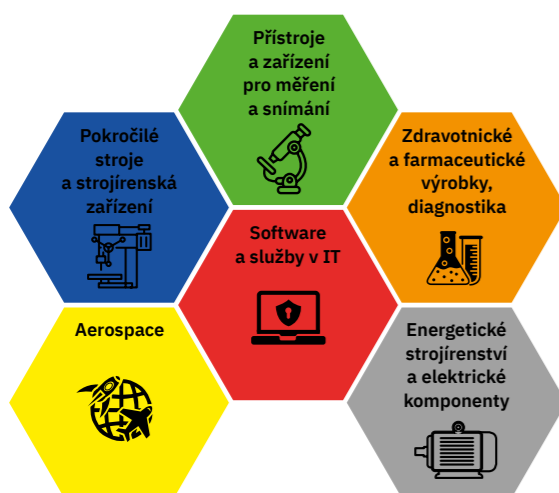 Přístroje
a zařízení
pro měření
a snímání
Pokročilé
stroje
a strojírenská
zařízení
Zdravotnické
a farmaceutické
výrobky,
diagnostika
Software
a služby v IT
Aerospace
Energetické
strojírenství
a elektrické
komponenty